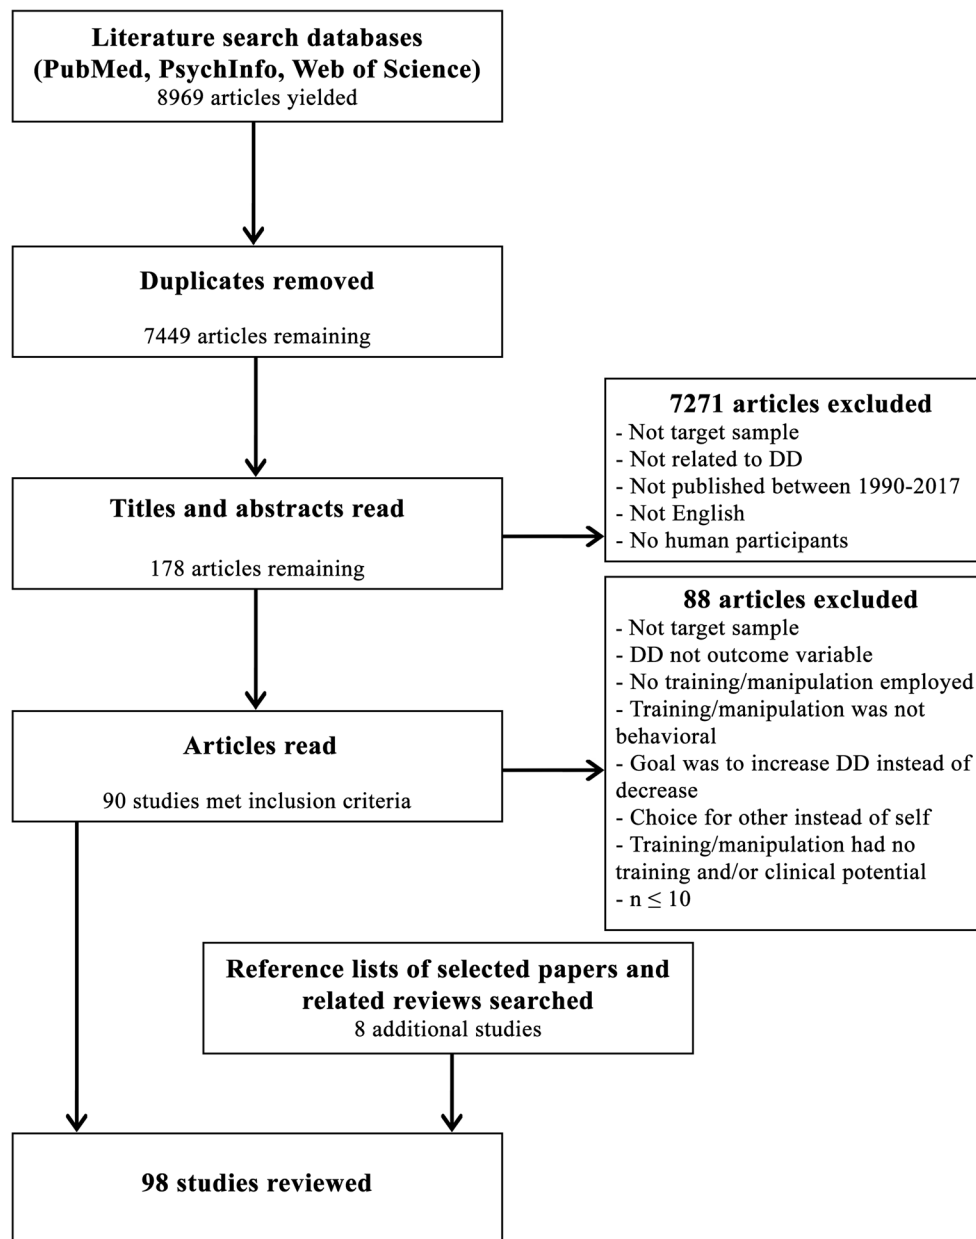 Literature search databases
(PubMed, PsychInfo, Web of Science)
8969 articles yielded
Duplicates removed
7449 articles remaining
Titles and abstracts read
178 articles remaining
7271 articles excluded
- Not target sample
- Not related to DD
- Not published between 1990-2017
- Not English
- No human participants
Articles read
90 studies met inclusion criteria
88 articles excluded
- Not target sample
- DD not outcome variable
- No training/manipulation employed
- Training/manipulation was not
behavioral
- Goal was to increase DD instead of
decrease
- Choice for other instead of self
- Training/manipulation had no
training and/or clinical potential
- n ≤ 10
Reference lists of selected papers and
related reviews searched
8 additional studies
98 studies reviewed